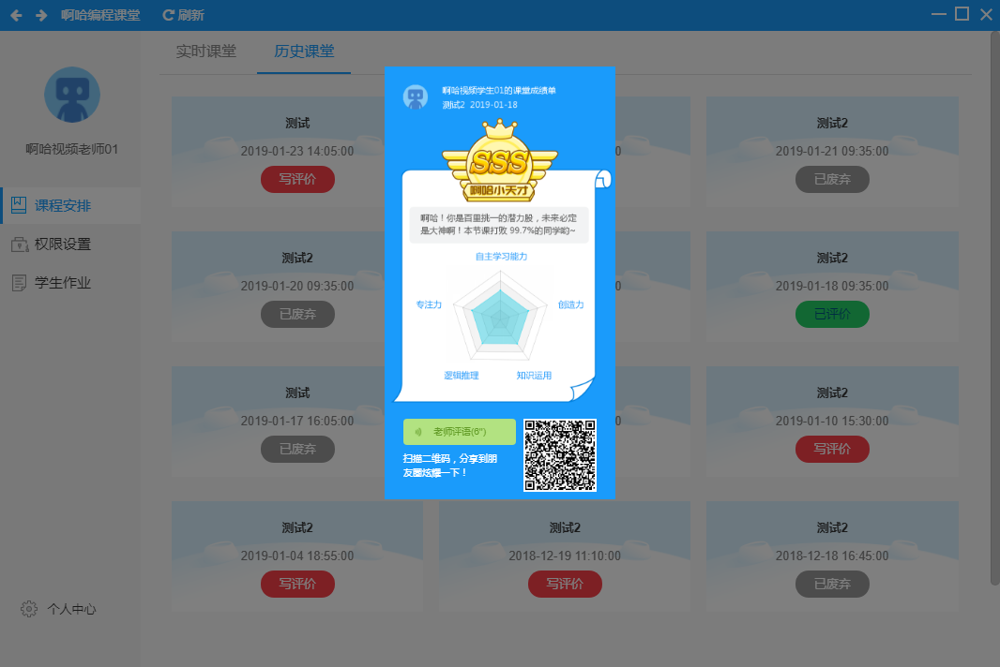 啊哈编程课堂 刷新
实时课堂 历史课堂
啊哈视频老师01
课程安排
权限设置
学生作业
个人中心
测试
2019-01-23 14:05:00
写评价
测试2
2019-01-21 09:35:00
已废弃
测试2
2019-01-20 09:35:00
已废弃
测试2
2019-01-18 09:35:00
已评价
测试
2019-01-17 16:05:00
已废弃
测试2
2019-01-10 15:30:00
写评价
测试2
2019-01-04 18:55:00
写评价
测试2
2018-12-19 11:10:00
写评价
测试2
2018-12-18 16:45:00
已废弃
啊哈视频学生01的课堂成绩单
测试2 2019-01-18
SSS
啊哈小天才
啊哈！你是百里挑一的潜力股，未来必定
是大神啊！本节课打败 99.7%的同学哟~
自主学习能力
专注力 创造力
逻辑推理 知识运用
老师评语(6")
扫描二维码，分享到朋
友圈炫耀一下！